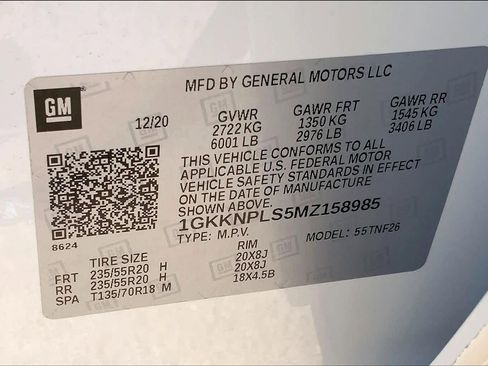 MFD BY GENERAL MOTORS LLC
GM
12/20 GVWR GAWR FRT GAWR RR
2722 KG 1350 KG 1545 KG
6001 LB 2976 LB 3406 LB
THIS VEHICLE CONFORMS TO ALL
APPLICABLE U.S. FEDERAL MOTOR
VEHICLE SAFETY STANDARDS IN EFFECT
ON THE DATE OF MANUFACTURE
SHOWN ABOVE.
1GKKNPLS5MZ158985
8624
TYPE: M.P.V. MODEL: 55TNF26
TIRE SIZE RIM
FRT 235/55R20 H 20X8J
RR 235/55R20 H 20X8J
SPA T135/70R18 M 18X4.5B